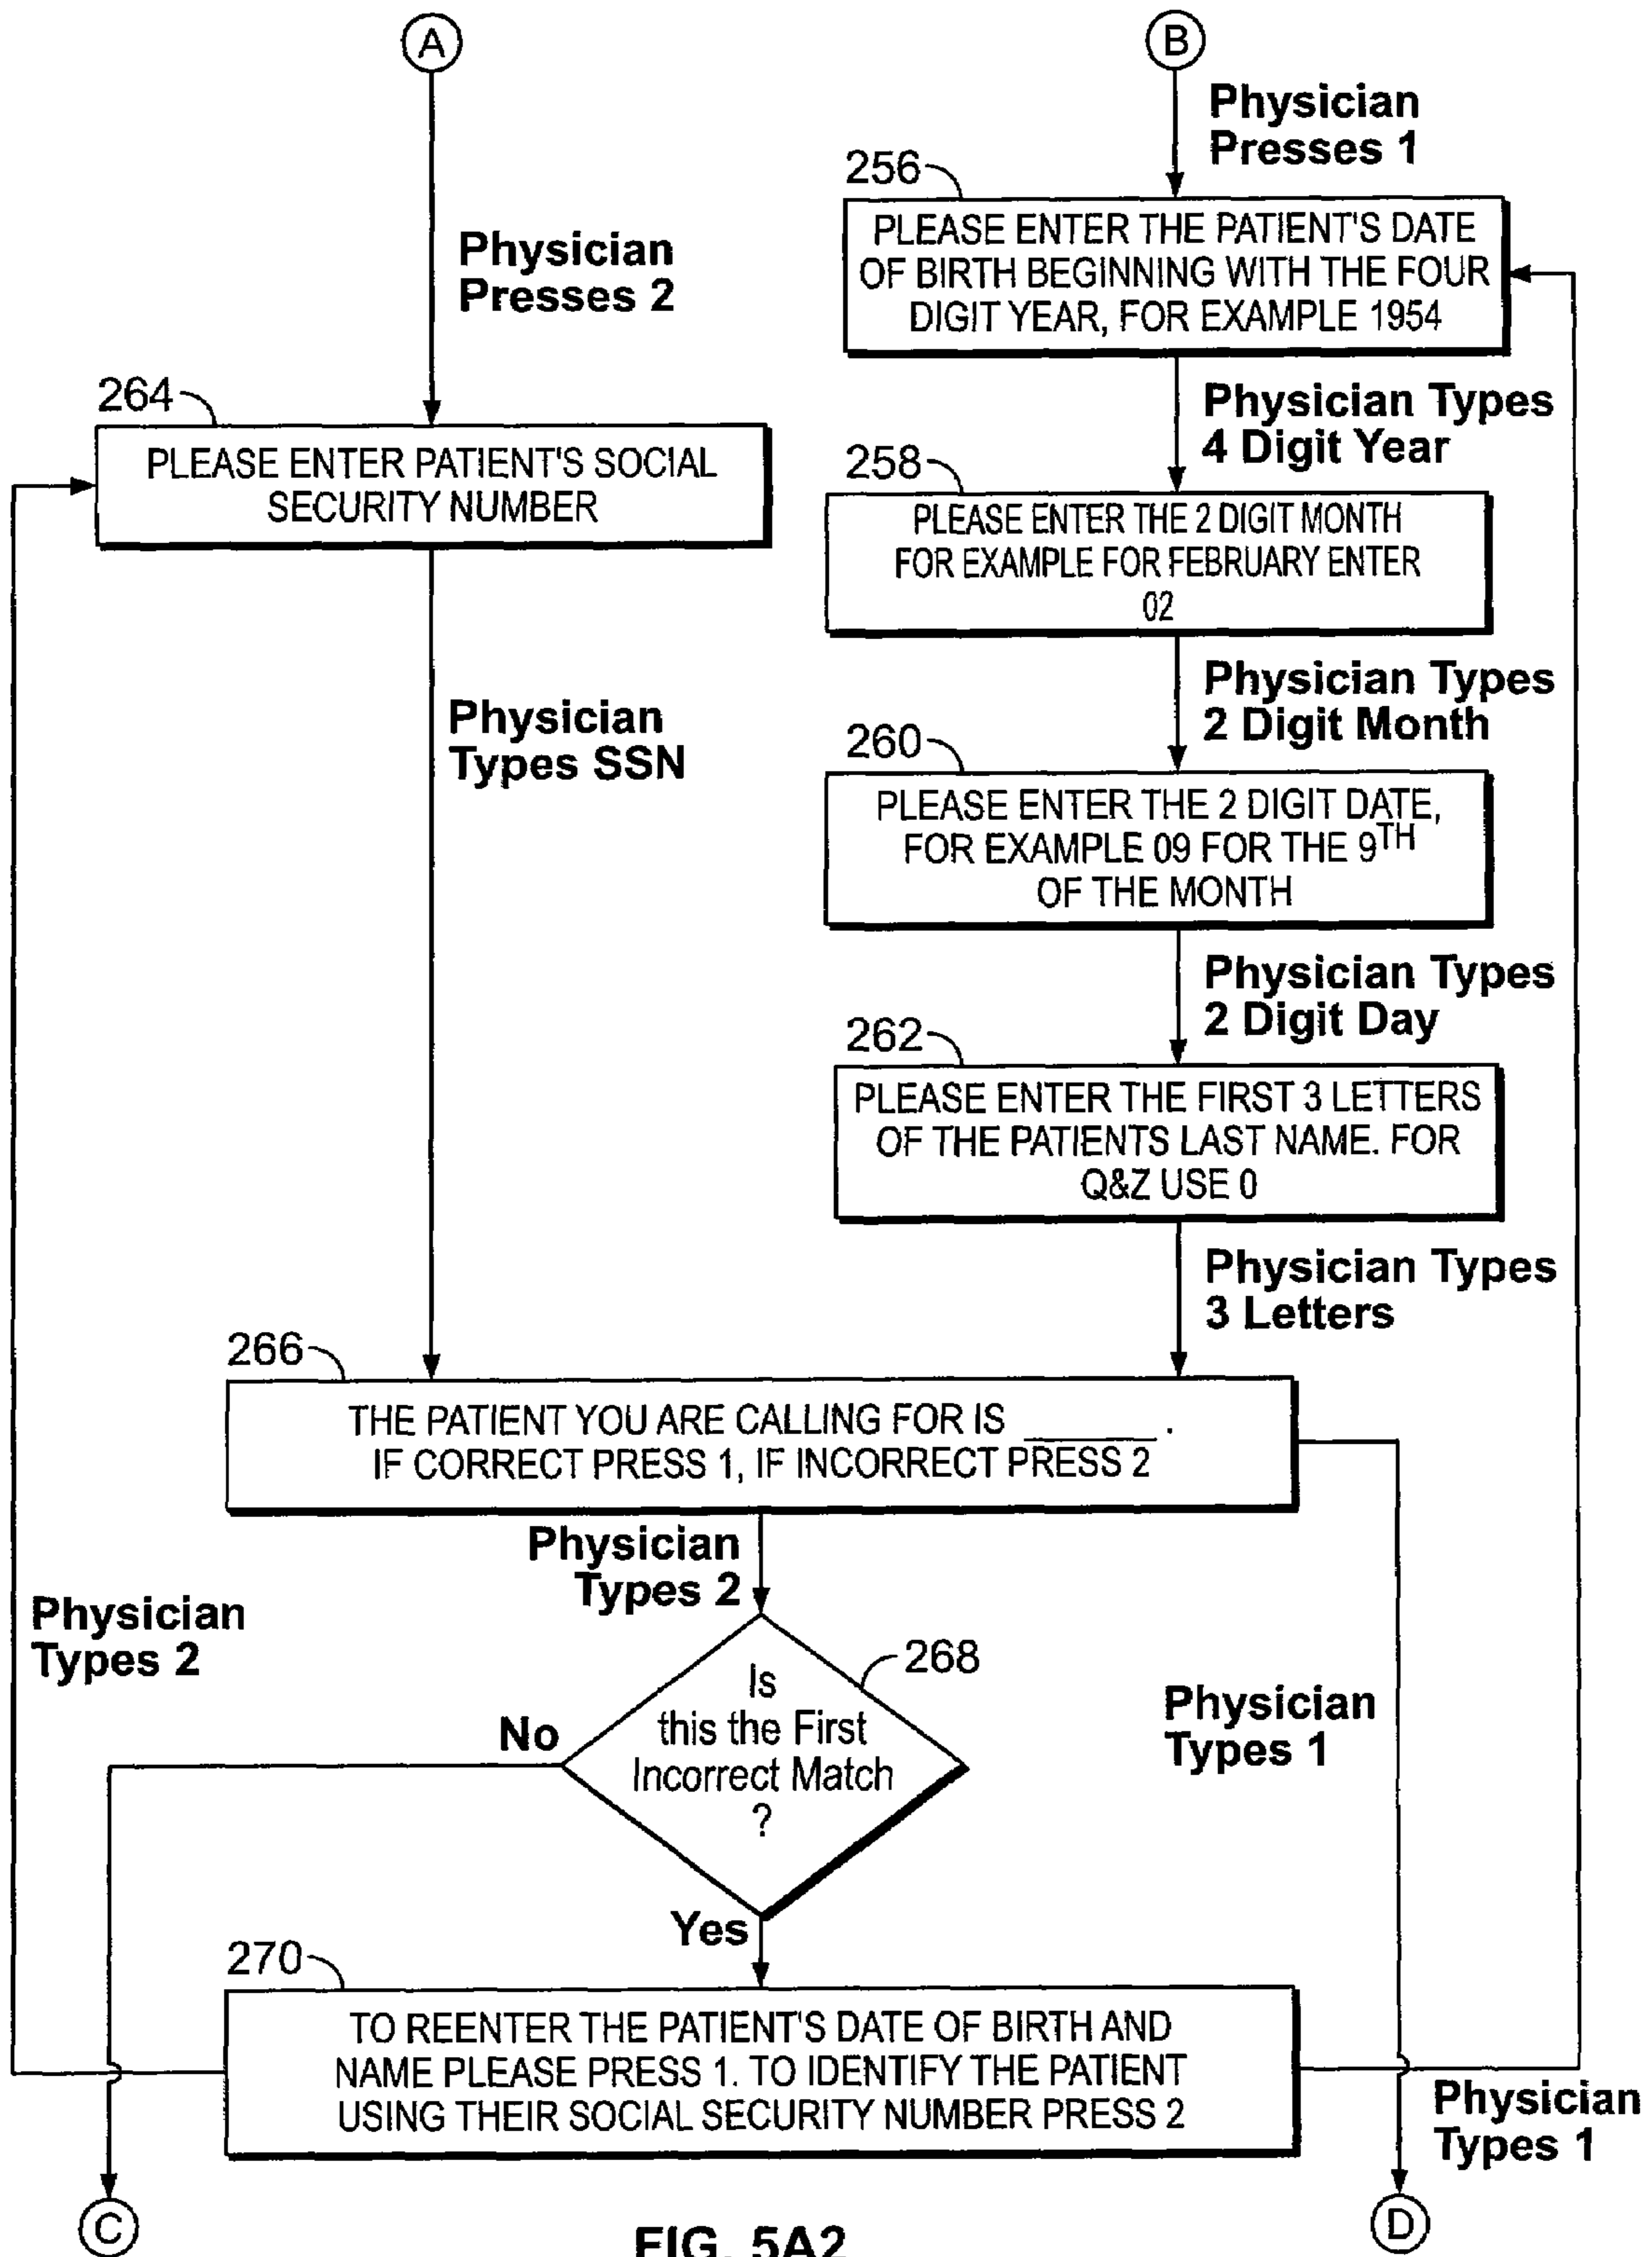 A
B
Physician
Presses 1
256
PLEASE ENTER THE PATIENT'S DATE
OF BIRTH BEGINNING WITH THE FOUR
DIGIT YEAR, FOR EXAMPLE 1954
Physician
Presses 2
264
PLEASE ENTER PATIENT'S SOCIAL
SECURITY NUMBER
Physician Types
4 Digit Year
258
PLEASE ENTER THE 2 DIGIT MONTH
FOR EXAMPLE FOR FEBRUARY ENTER
02
Physician
Types SSN
Physician Types
2 Digit Month
260
PLEASE ENTER THE 2 DIGIT DATE,
FOR EXAMPLE 09 FOR THE 9TH
OF THE MONTH
Physician Types
2 Digit Day
262
PLEASE ENTER THE FIRST 3 LETTERS
OF THE PATIENTS LAST NAME. FOR
Q&Z USE 0
Physician Types
3 Letters
266
THE PATIENT YOU ARE CALLING FOR IS ______.
IF CORRECT PRESS 1, IF INCORRECT PRESS 2
Physician
Types 2
Physician
Types 2
268
Is
this the First
Incorrect Match
?
No
Physician
Types 1
Yes
270
TO REENTER THE PATIENT'S DATE OF BIRTH AND
NAME PLEASE PRESS 1. TO IDENTIFY THE PATIENT
USING THEIR SOCIAL SECURITY NUMBER PRESS 2
Physician
Types 1
C
D
FIG. 5A2